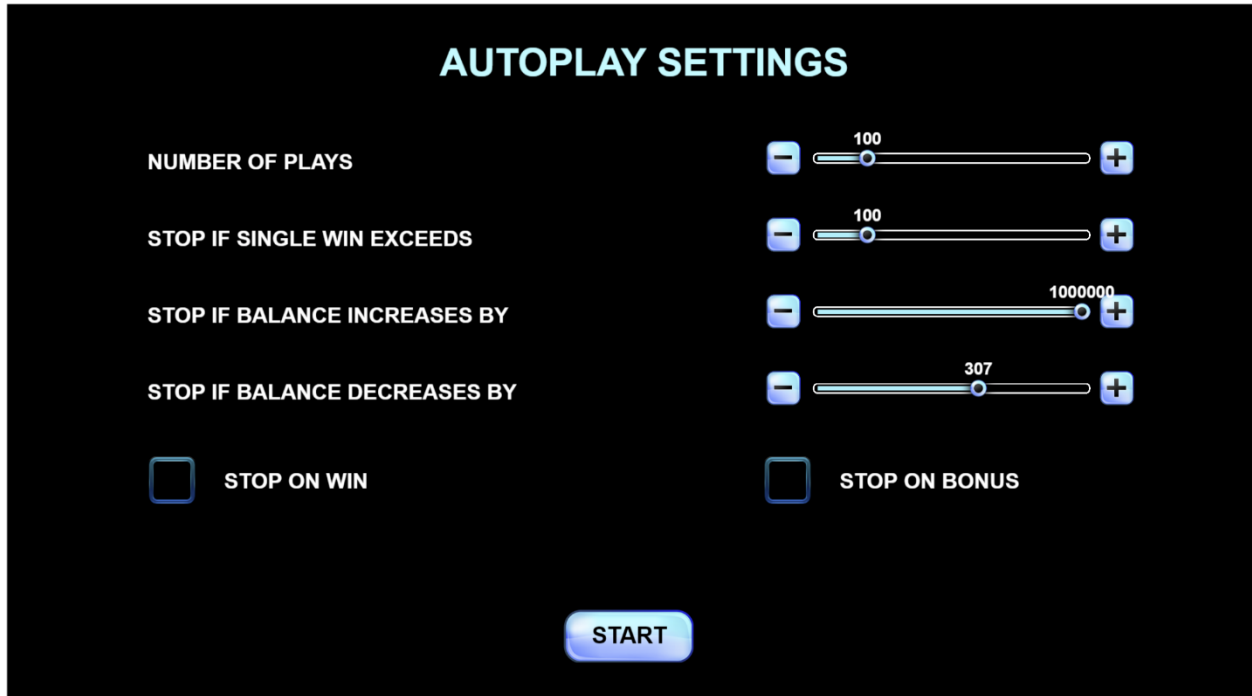 AUTOPLAY SETTINGS
NUMBER OF PLAYS
100
STOP IF SINGLE WIN EXCEEDS
100
STOP IF BALANCE INCREASES BY
1000000
STOP IF BALANCE DECREASES BY
307
STOP ON WIN
STOP ON BONUS
START